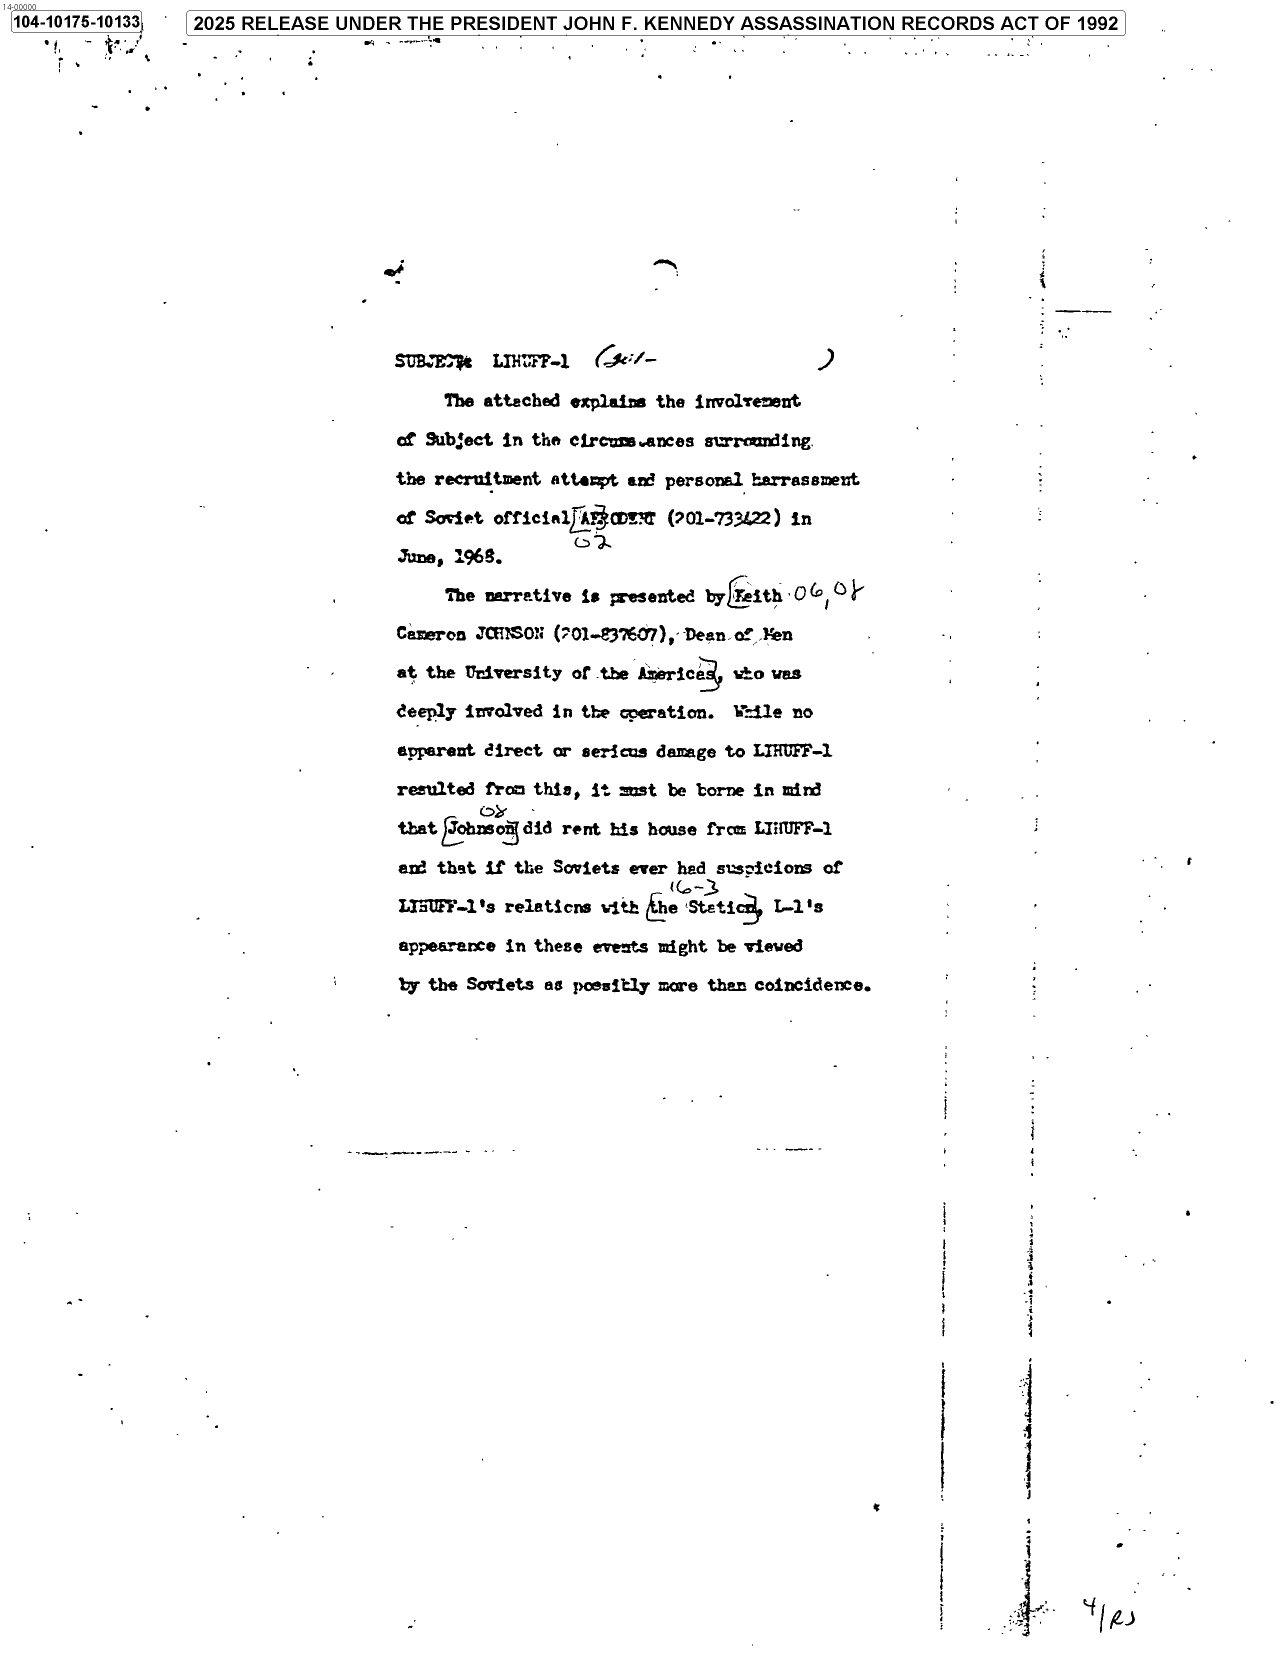 14-00000
104-10175-10133
2025 RELEASE UNDER THE PRESIDENT JOHN F. KENNEDY ASSASSINATION RECORDS ACT OF 1992
SUBJECT: LIHUFF-1 ( )
The attached explains the involvement
of Subject in the circumstances surrounding
the recruitment attempt and personal harrassment
of Soviet official [AERODENT (201-733422) in
02
June, 1968.
The narrative is presented by [Keith 06, 08
Cameron JOHNSON (201-837607), Dean of Men
at the University of the Americas], who was
deeply involved in the operation. While no
apparent direct or serious damage to LIHUFF-1
resulted from this, it must be borne in mind
08
that [Johnson] did rent his house from LIHUFF-1
and that if the Soviets ever had suspicions of
16-3
LIHUFF-1's relations with [the Station], L-1's
appearance in these events might be viewed
by the Soviets as possibly more than coincidence.
4/RS